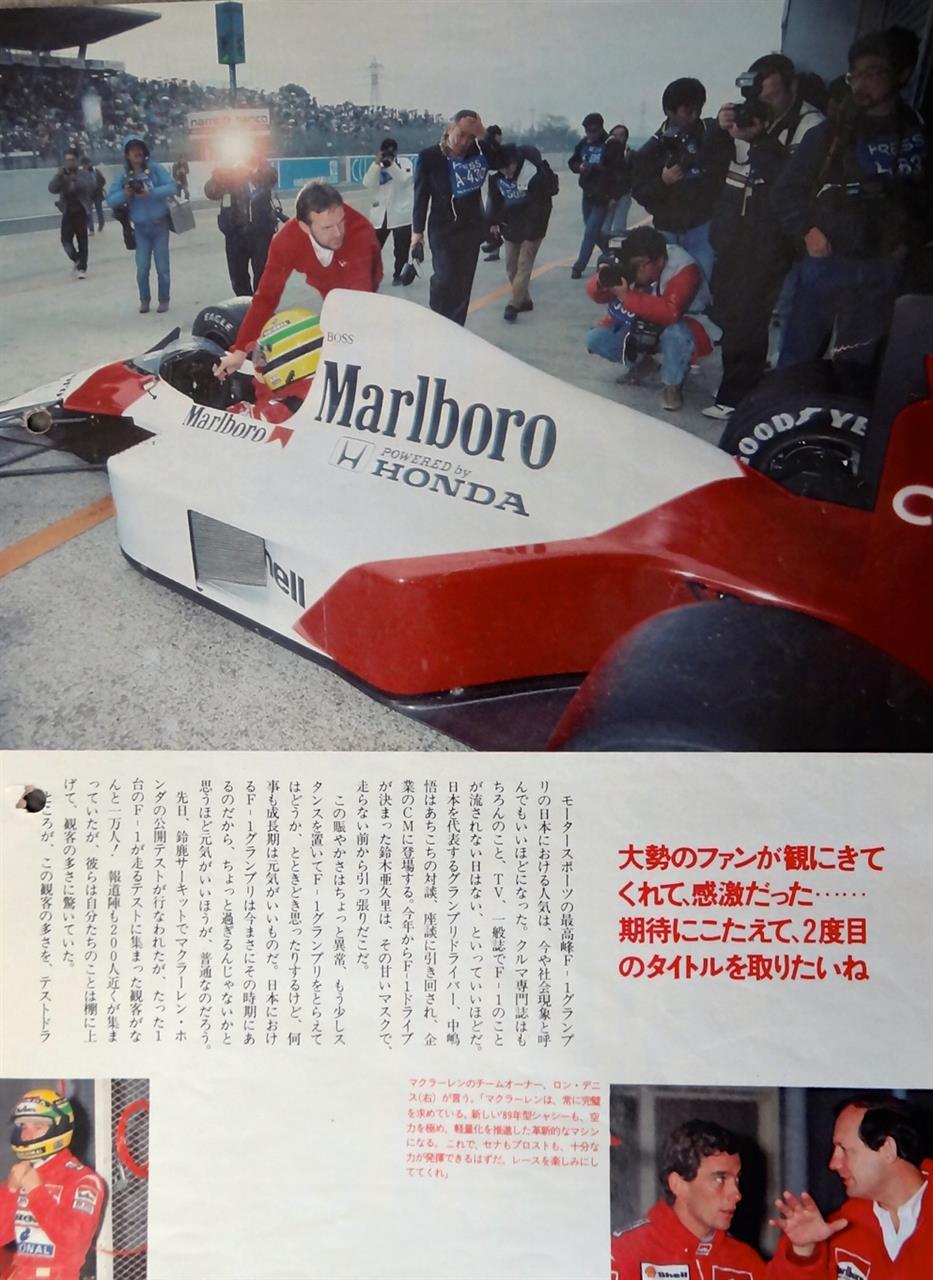 namco
PRESS
A-430
EAGLE
BOSS
Marlboro
Marlboro
POWERED by
HONDA
GOODYE
hell
大勢のファンが観にきて
くれて、感激だった……
期待にこたえて、2度目
のタイトルを取りたいね
モータースポーツの最高峰F-1グランプ
リの日本における人気は、今や社会現象と呼
んでもいいほどになった。クルマ専門誌はも
ちろんのこと、TV、一般誌でF-1のこと
が流されない日はない、といっていいほどだ。
日本を代表するグランプリドライバー、中嶋
悟はあちこちの対談、座談に引き回され、企
業のCMに登場する。今年からF-1ドライブ
が決まった鈴木亜久里は、その甘いマスクで、
走らない前から引っ張りだこだ。
この賑やかさはちょっと異常、もう少しス
タンスを置いてF-1グランプリをとらえて
はどうか、とときどき思ったりするけど、何
事も成長期は元気がいいものだ。日本におけ
るF-1グランプリは今まさにその時期にあ
るのだから、ちょっと過ぎるんじゃないかと
思うほど元気がいいほうが、普通なのだろう。
先日、鈴鹿サーキットでマクラーレン・ホ
ンダの公開テストが行なわれたが、たった1
台のF-1が走るテストに集まった観客がな
んと一万人！報道陣も200人近くが集ま
っていたが、彼らは自分たちのことは棚に上
げて、観客の多さに驚いていた。
ところが、この観客の多さを、テストドラ
マクラーレンのチームオーナー、ロン・デニ
ス(右)が言う。「マクラーレンは、常に完璧
を求めている。新しい'89年型シャシーも、空
力を極め、軽量化を推進した革新的なマシン
になる。これで、セナもプロストも、十分な
力が発揮できるはずだ。レースを楽しみにし
ててくれ」
ONAL
Shell
Marlboro